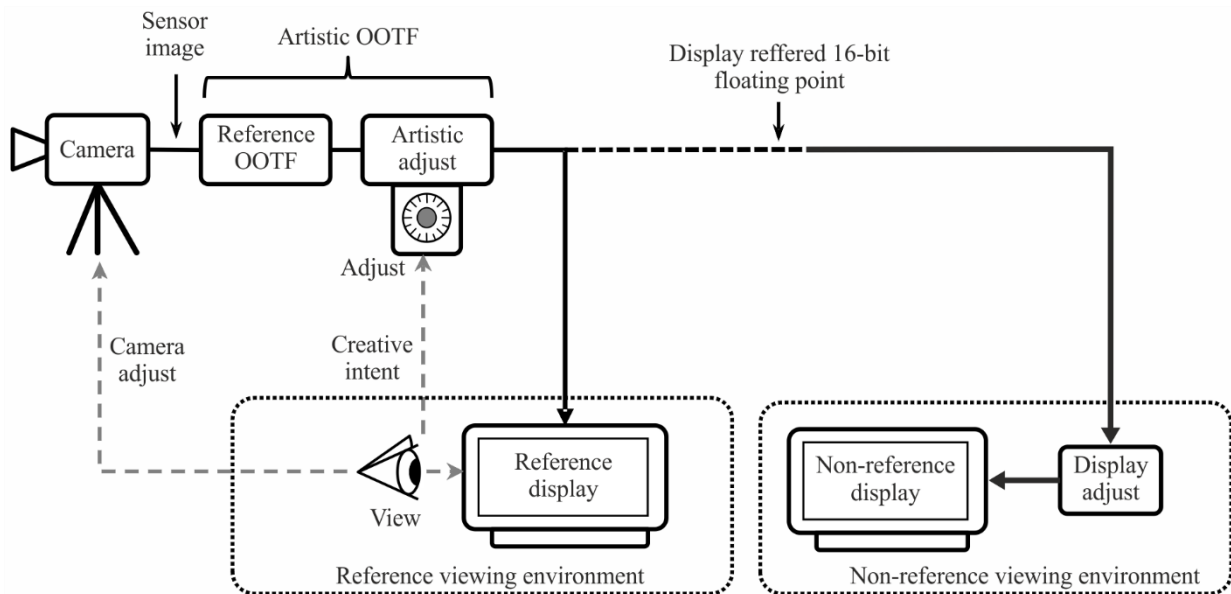 Sensor
image
Artistic OOTF
Display reffered 16-bit
floating point
Camera
Reference
OOTF
Artistic
adjust
Adjust
Camera
adjust
Creative
intent
View
Reference
display
Reference viewing environment
Non-reference
display
Display
adjust
Non-reference viewing environment